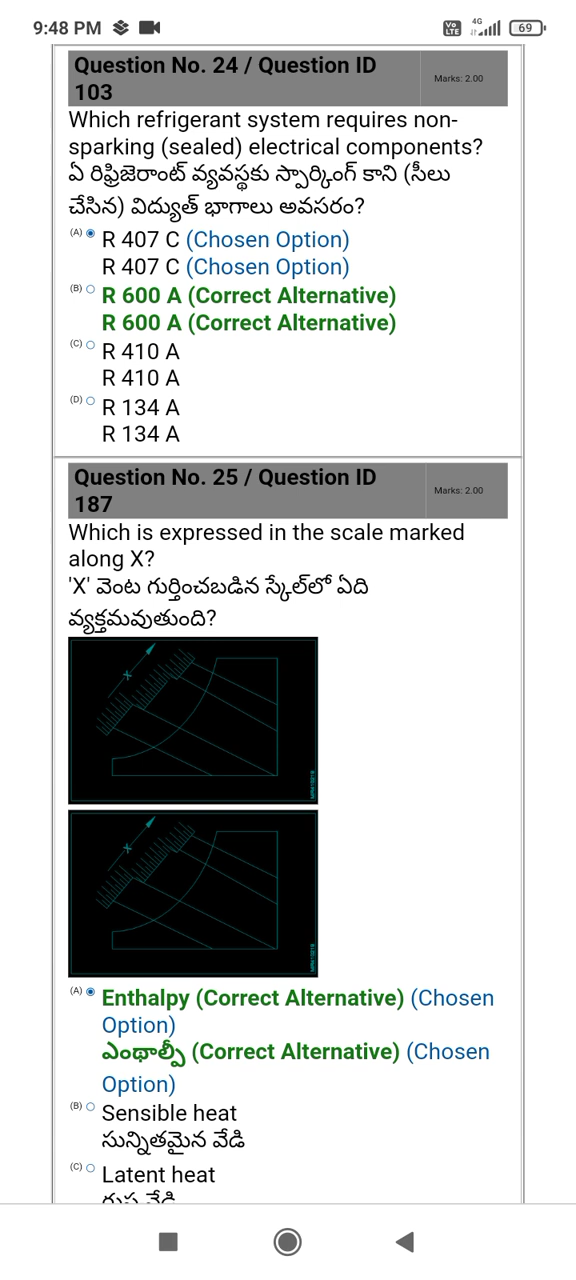 9:48 PM
Vo LTE 4G 69
Question No. 24 / Question ID
103
Marks: 2.00
Which refrigerant system requires non-
sparking (sealed) electrical components?
ఏ రిఫ్రిజెరాంట్ వ్యవస్థకు స్పార్కింగ్ కాని (సీలు
చేసిన) విద్యుత్ భాగాలు అవసరం?
(A) R 407 C (Chosen Option)
R 407 C (Chosen Option)
(B) R 600 A (Correct Alternative)
R 600 A (Correct Alternative)
(C) R 410 A
R 410 A
(D) R 134 A
R 134 A
Question No. 25 / Question ID
187
Marks: 2.00
Which is expressed in the scale marked
along X?
'X' వెంట గుర్తించబడిన స్కేల్‌లో ఏది
వ్యక్తమవుతుంది?
X
X
(A) Enthalpy (Correct Alternative) (Chosen
Option)
ఎంథాల్పీ (Correct Alternative) (Chosen
Option)
(B) Sensible heat
సున్నితమైన వేడి
(C) Latent heat